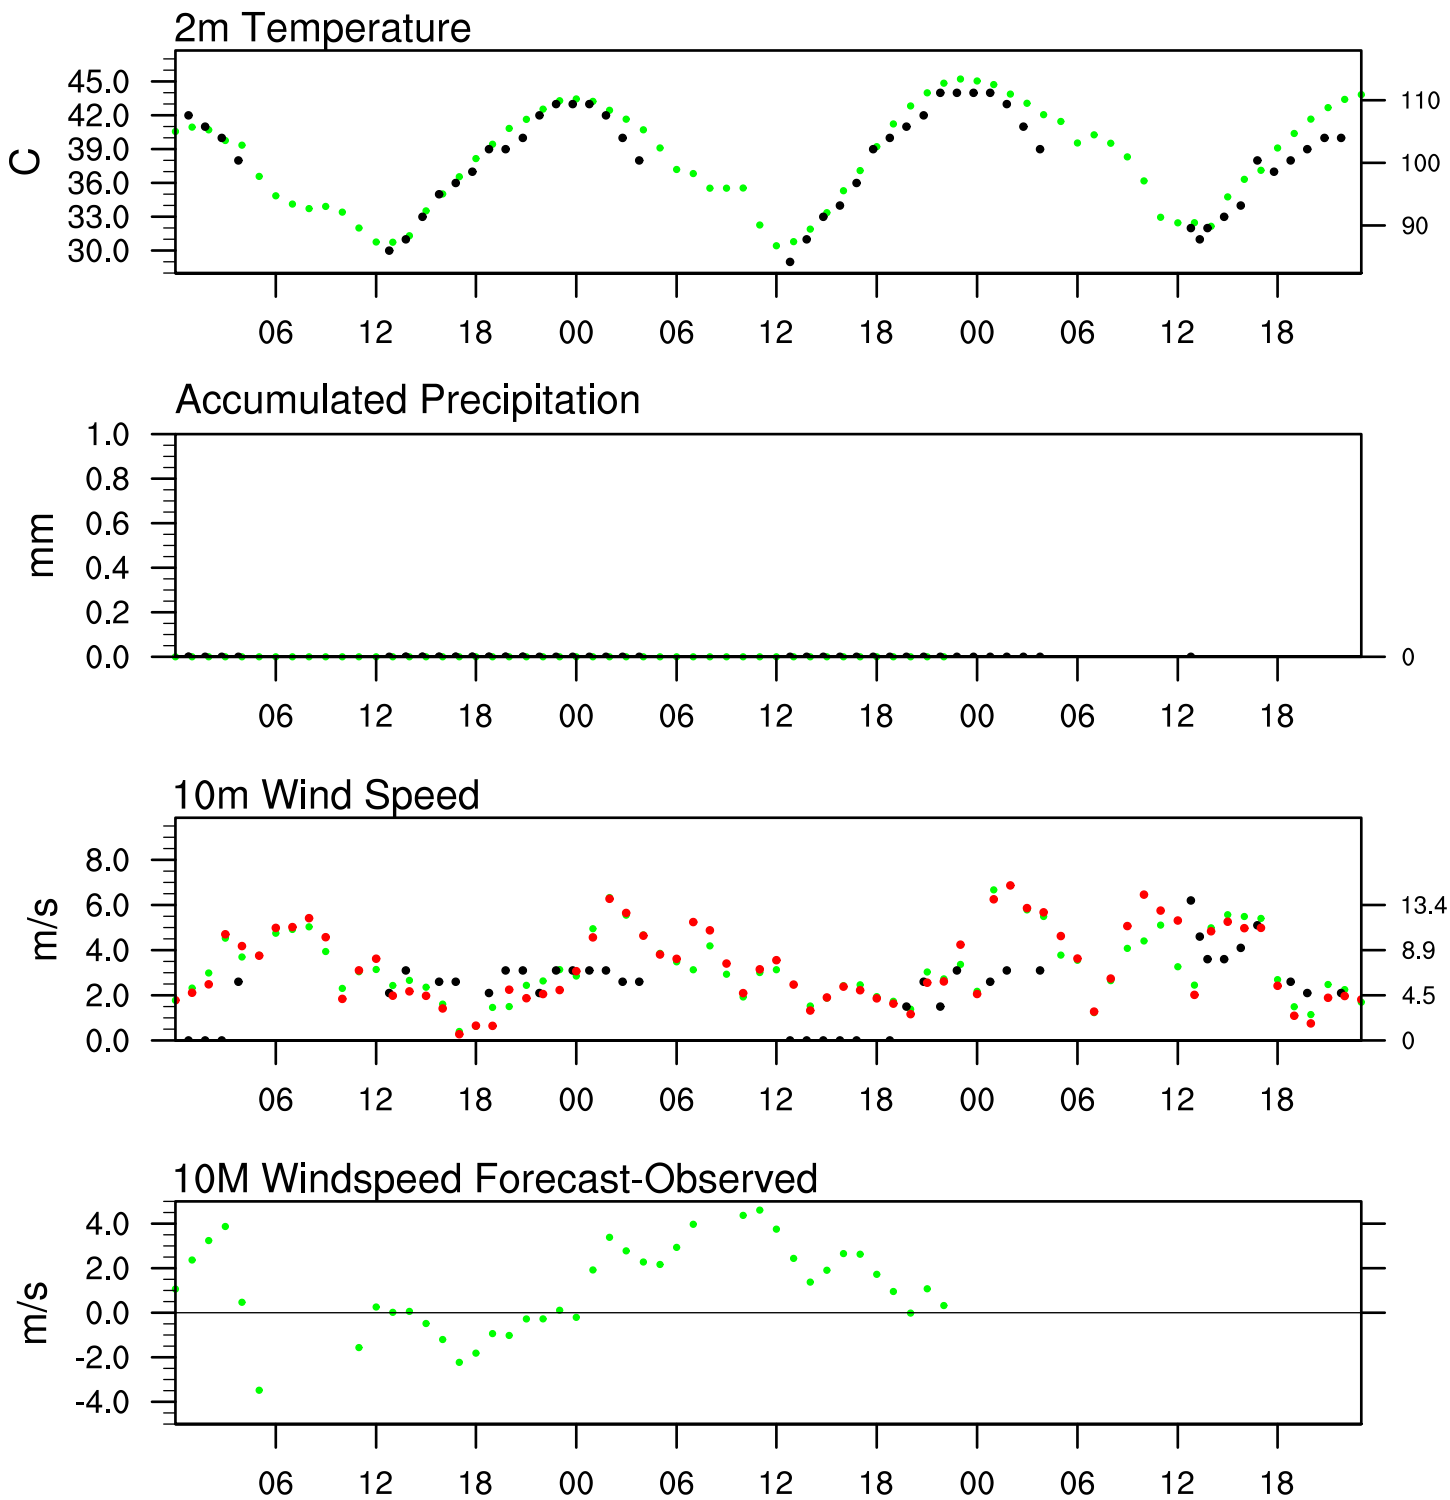 2m Temperature
C
45.0
42.0
39.0
36.0
33.0
30.0
110
100
90
06 12 18 00 06 12 18 00 06 12 18
Accumulated Precipitation
mm
1.0
0.8
0.6
0.4
0.2
0.0
0
06 12 18 00 06 12 18 00 06 12 18
10m Wind Speed
m/s
8.0
6.0
4.0
2.0
0.0
13.4
8.9
4.5
0
06 12 18 00 06 12 18 00 06 12 18
10M Windspeed Forecast-Observed
m/s
4.0
2.0
0.0
-2.0
-4.0
06 12 18 00 06 12 18 00 06 12 18